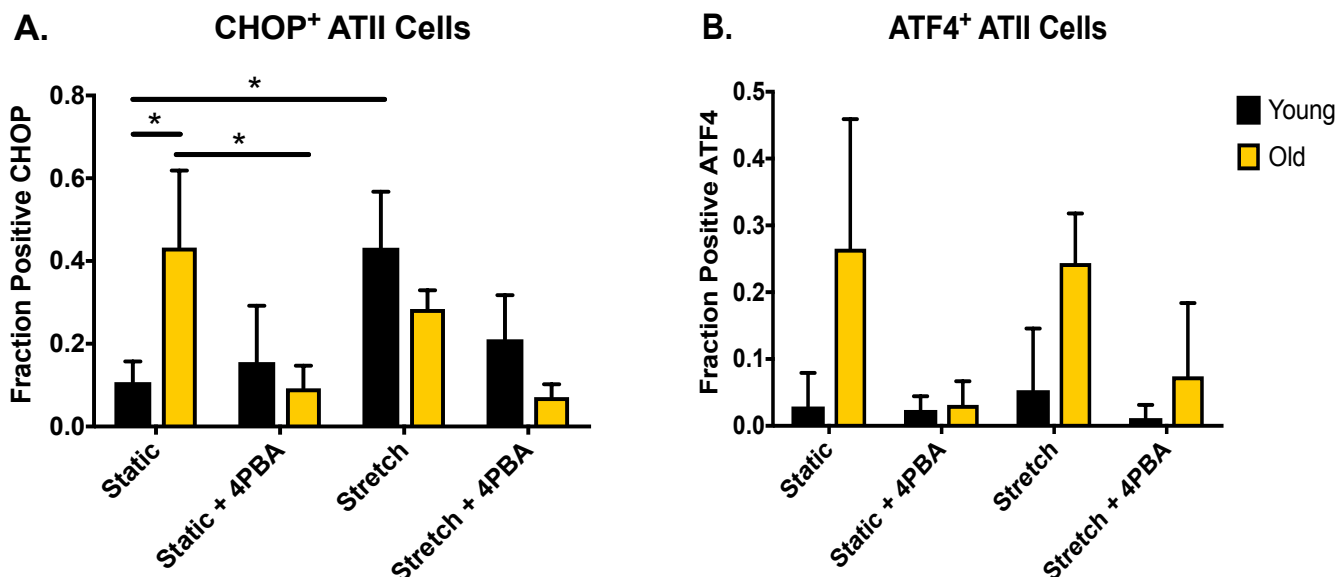 A.
CHOP+ ATII Cells
Fraction Positive CHOP
0.8
0.6
0.4
0.2
0.0
*
*
*
Static
Static + 4PBA
Stretch
Stretch + 4PBA
B.
ATF4+ ATII Cells
Fraction Positive ATF4
0.5
0.4
0.3
0.2
0.1
0.0
Static
Static + 4PBA
Stretch
Stretch + 4PBA
Young
Old